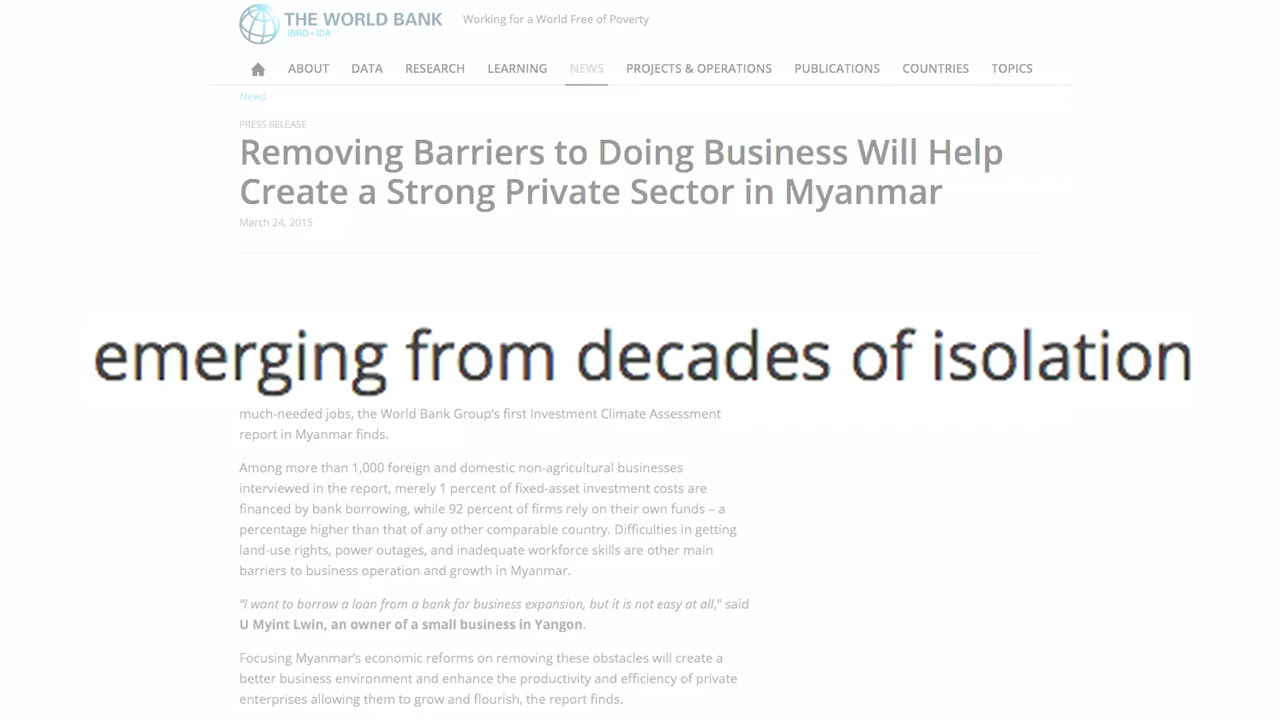 THE WORLD BANK
IBRD • IDA
Working for a World Free of Poverty
ABOUT DATA RESEARCH LEARNING NEWS PROJECTS & OPERATIONS PUBLICATIONS COUNTRIES TOPICS
News
PRESS RELEASE
Removing Barriers to Doing Business Will Help
Create a Strong Private Sector in Myanmar
March 24, 2015
emerging from decades of isolation
much-needed jobs, the World Bank Group's first Investment Climate Assessment
report in Myanmar finds.
Among more than 1,000 foreign and domestic non-agricultural businesses
interviewed in the report, merely 1 percent of fixed-asset investment costs are
financed by bank borrowing, while 92 percent of firms rely on their own funds – a
percentage higher than that of any other comparable country. Difficulties in getting
land-use rights, power outages, and inadequate workforce skills are other main
barriers to business operation and growth in Myanmar.
“I want to borrow a loan from a bank for business expansion, but it is not easy at all,” said
U Myint Lwin, an owner of a small business in Yangon.
Focusing Myanmar's economic reforms on removing these obstacles will create a
better business environment and enhance the productivity and efficiency of private
enterprises allowing them to grow and flourish, the report finds.